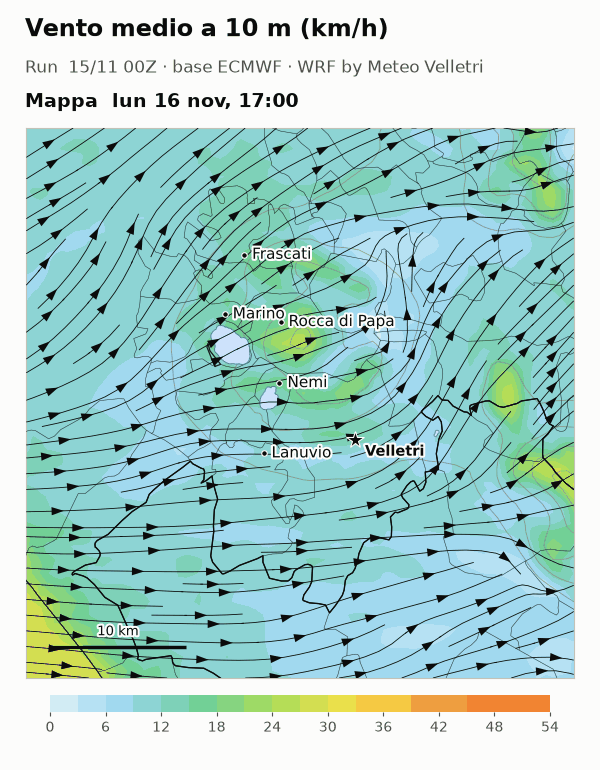 Vento medio a 10 m (km/h)
Run 15/11 00Z · base ECMWF · WRF by Meteo Velletri
Mappa lun 16 nov, 17:00
Frascati
Marino
Rocca di Papa
Nemi
Velletri
Lanuvio
10 km
0 6 12 18 24 30 36 42 48 54